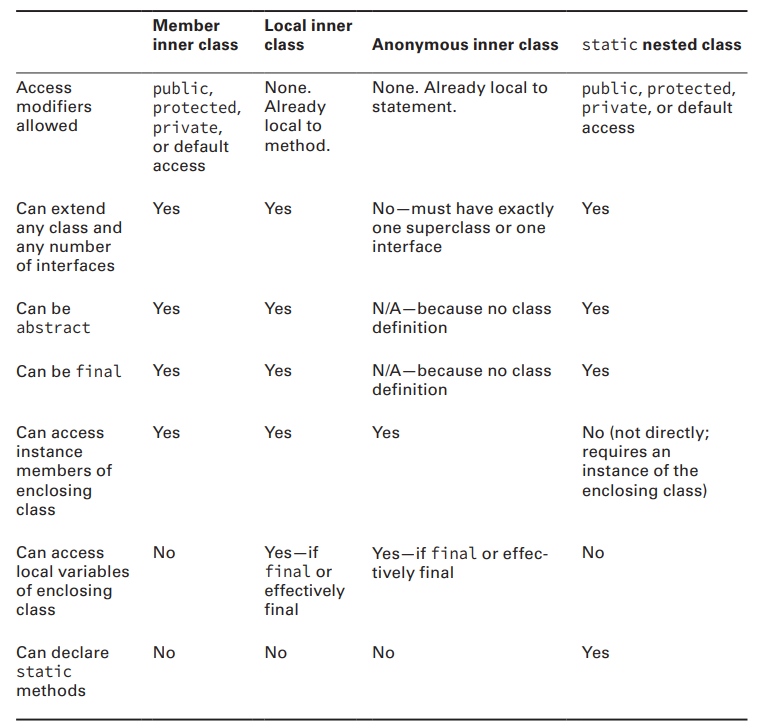 Member inner class	Local inner class	Anonymous inner class	static nested class
Access modifiers allowed	public, protected, private, or default access	None. Already local to method.	None. Already local to statement.	public, protected, private, or default access
Can extend any class and any number of interfaces	Yes	Yes	No—must have exactly one superclass or one interface	Yes
Can be abstract	Yes	Yes	N/A—because no class definition	Yes
Can be final	Yes	Yes	N/A—because no class definition	Yes
Can access instance members of enclosing class	Yes	Yes	Yes	No (not directly; requires an instance of the enclosing class)
Can access local variables of enclosing class	No	Yes—if final or effectively final	Yes—if final or effec-tively final	No
Can declare static methods	No	No	No	Yes